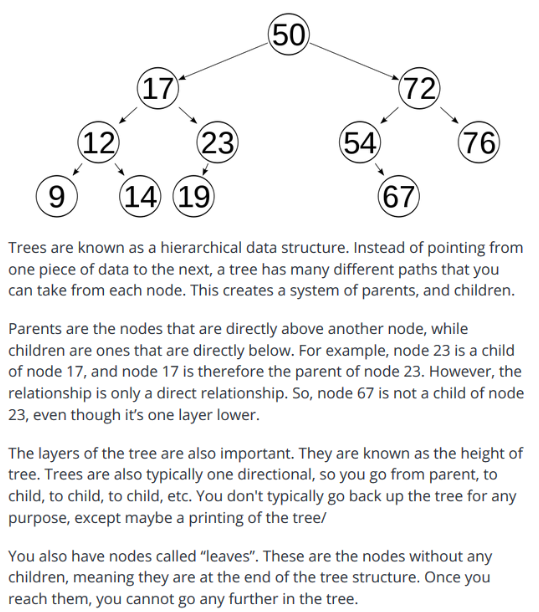 50
17 72
12 23 54 76
9 14 19 67
Trees are known as a hierarchical data structure. Instead of pointing from
one piece of data to the next, a tree has many different paths that you
can take from each node. This creates a system of parents, and children.
Parents are the nodes that are directly above another node, while
children are ones that are directly below. For example, node 23 is a child
of node 17, and node 17 is therefore the parent of node 23. However, the
relationship is only a direct relationship. So, node 67 is not a child of node
23, even though it’s one layer lower.
The layers of the tree are also important. They are known as the height of
tree. Trees are also typically one directional, so you go from parent, to
child, to child, to child, etc. You don't typically go back up the tree for any
purpose, except maybe a printing of the tree/
You also have nodes called “leaves”. These are the nodes without any
children, meaning they are at the end of the tree structure. Once you
reach them, you cannot go any further in the tree.